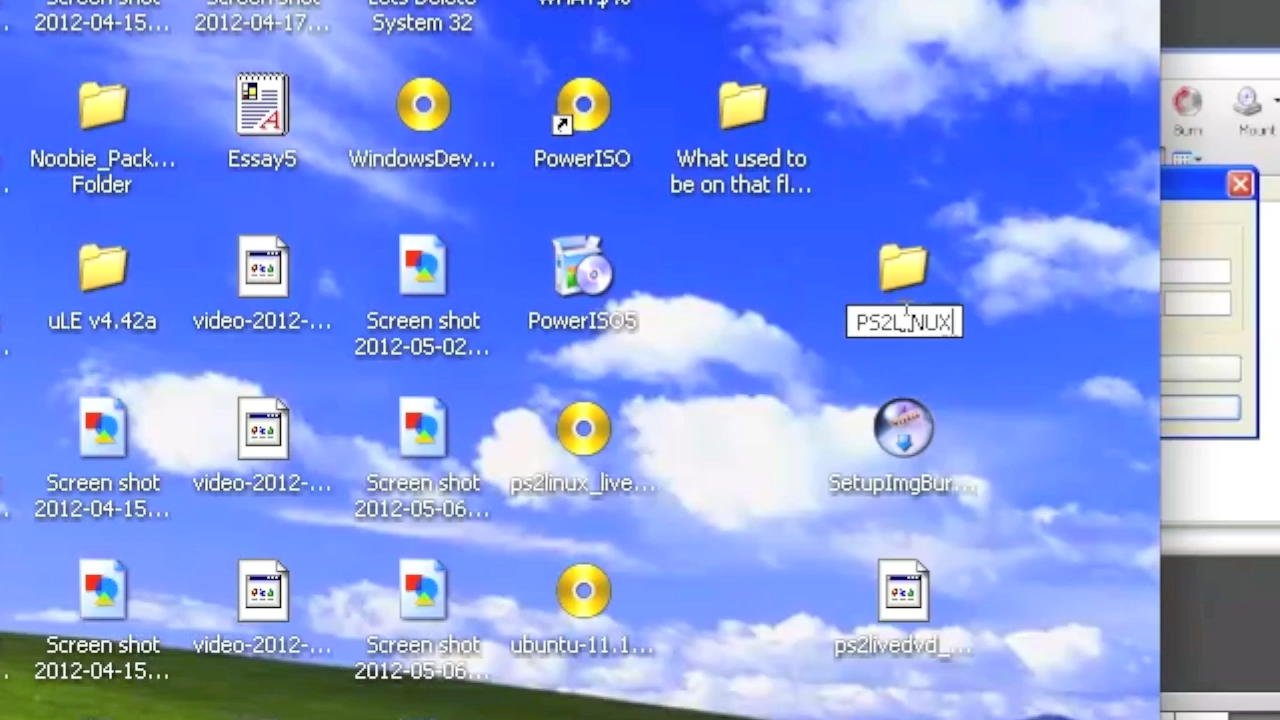 Screen shot
2012-04-15...
Screen shot
2012-04-17...
Lets Delete
System 32
Burn
Mount
Noobie_Pack...
Folder
Essay5
WindowsDev...
PowerISO
What used to
be on that fl...
uLE v4.42a
video-2012-...
Screen shot
2012-05-02...
PowerISO5
PS2LINUX
Screen shot
2012-04-15...
video-2012-...
Screen shot
2012-05-06...
ps2linux_live...
SetupImgBur...
Screen shot
2012-04-15...
video-2012-...
Screen shot
2012-05-06...
ubuntu-11.1...
ps2livedvd_...